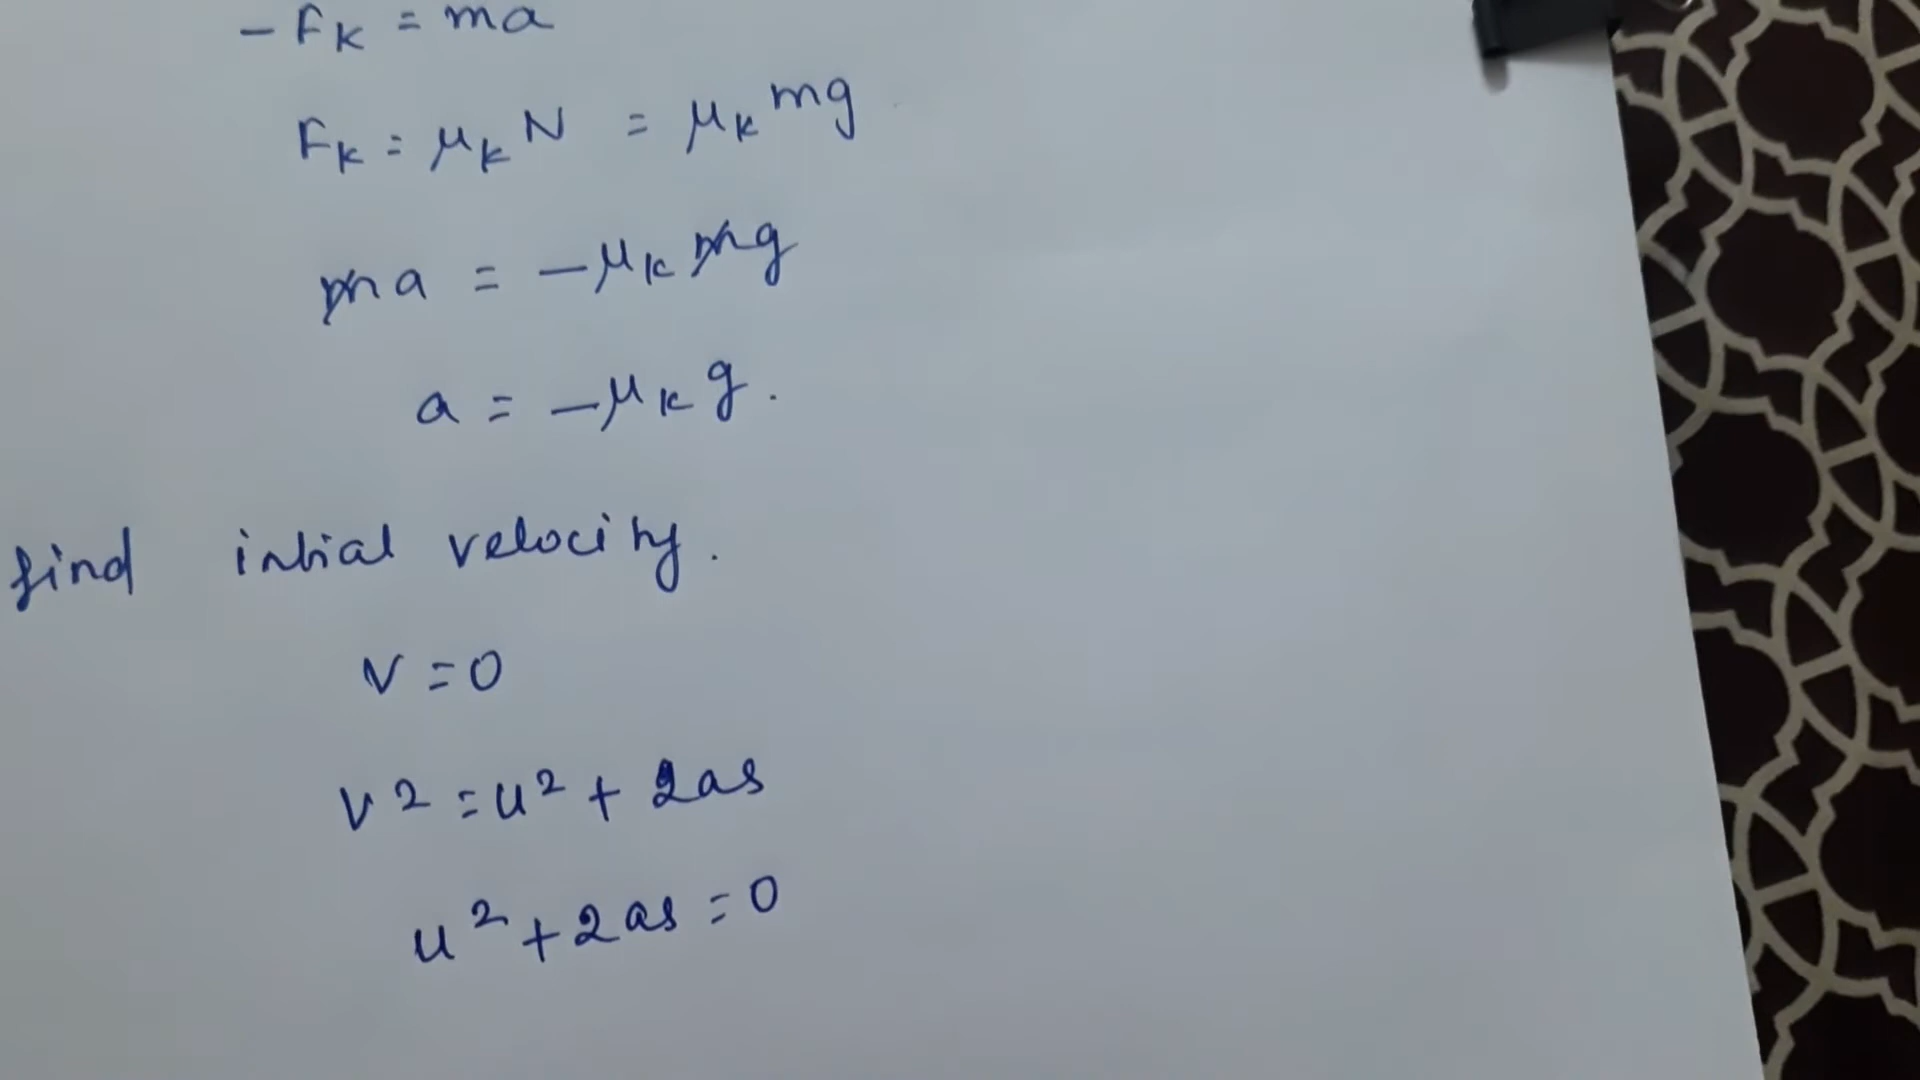 - Fk = ma
Fk = μk N = μk mg
ma = -μk mg
a = -μk g.
find intial velocity.
v = 0
v² = u² + 2as
u² + 2as = 0